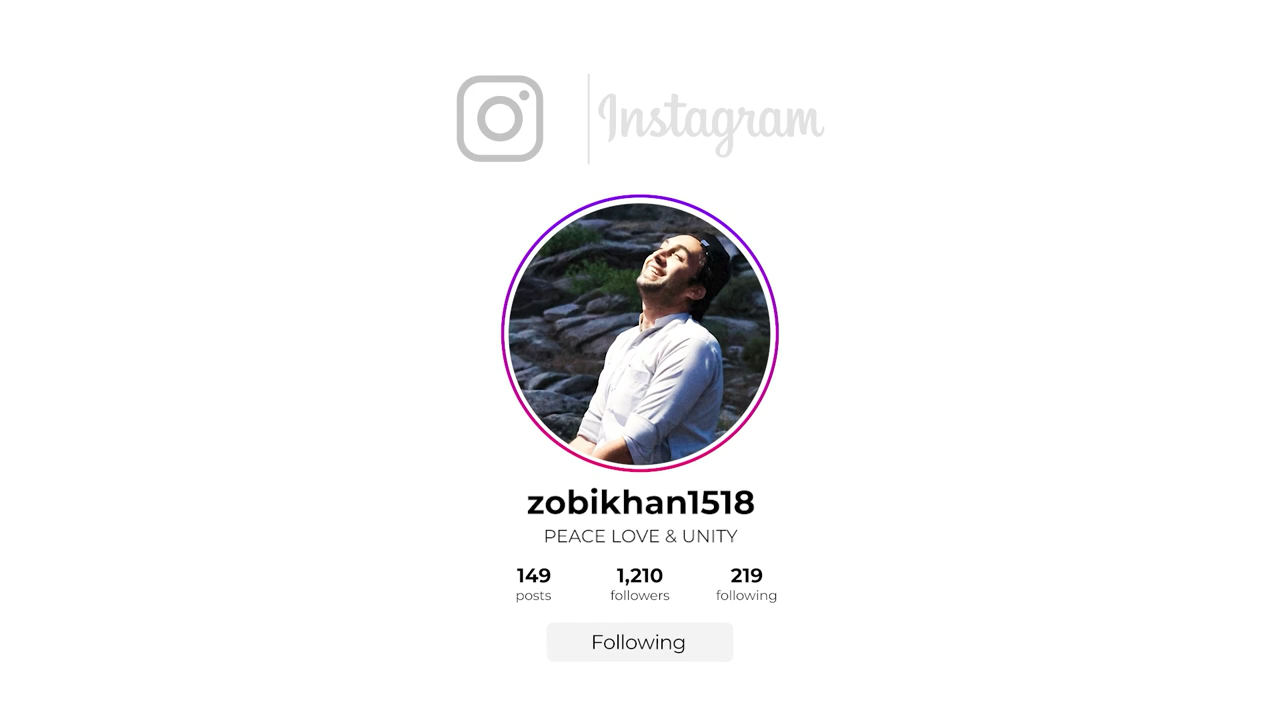 Instagram
zobikhan1518
PEACE LOVE & UNITY
149 1,210 219
posts followers following
Following